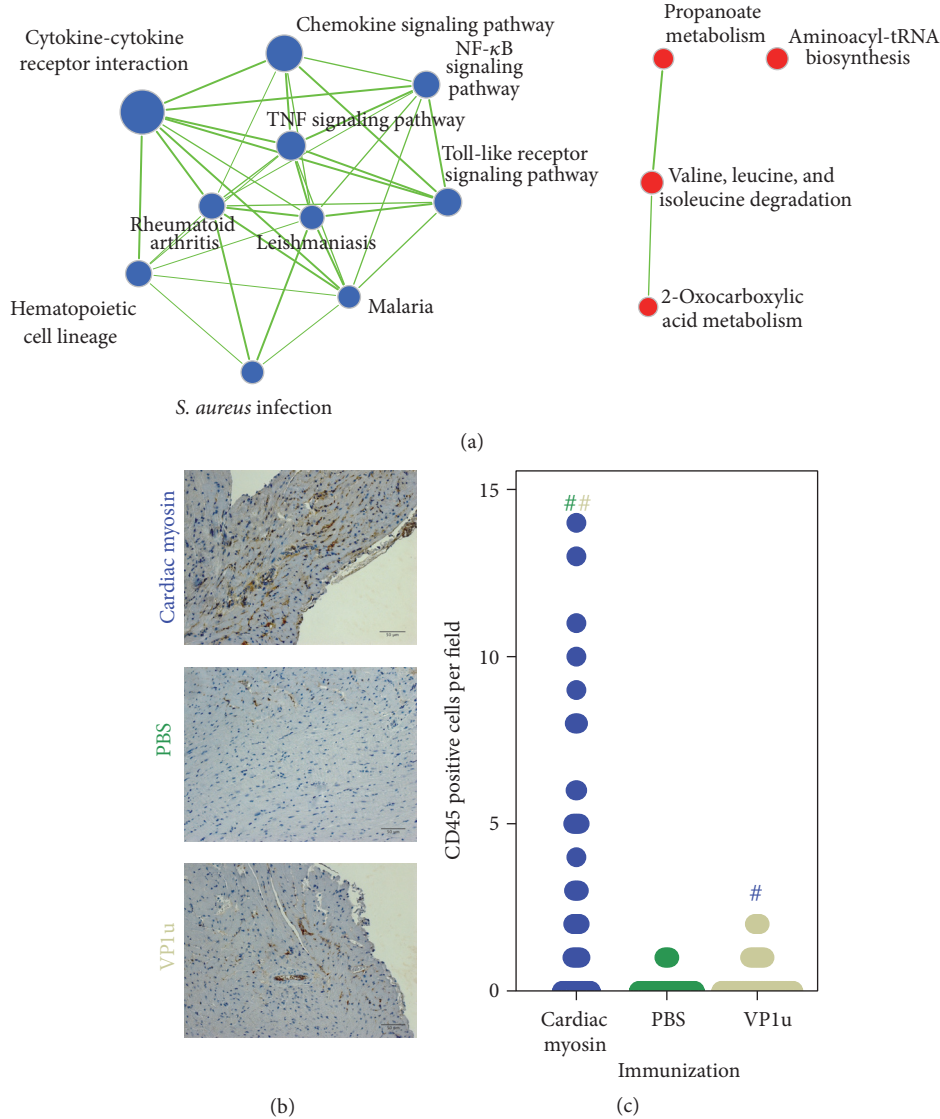 Cytokine-cytokine
receptor interaction
Chemokine signaling pathway
NF-κB
signaling
pathway
TNF signaling pathway
Toll-like receptor
signaling pathway
Rheumatoid
arthritis
Leishmaniasis
Hematopoietic
cell lineage
Malaria
S. aureus infection
Propanoate
metabolism
Aminoacyl-tRNA
biosynthesis
Valine, leucine, and
isoleucine degradation
2-Oxocarboxylic
acid metabolism
(a)
Cardiac myosin
PBS
VP1u
(b)
CD45 positive cells per field
15
10
5
0
##
#
Cardiac
myosin
PBS
VP1u
Immunization
(c)